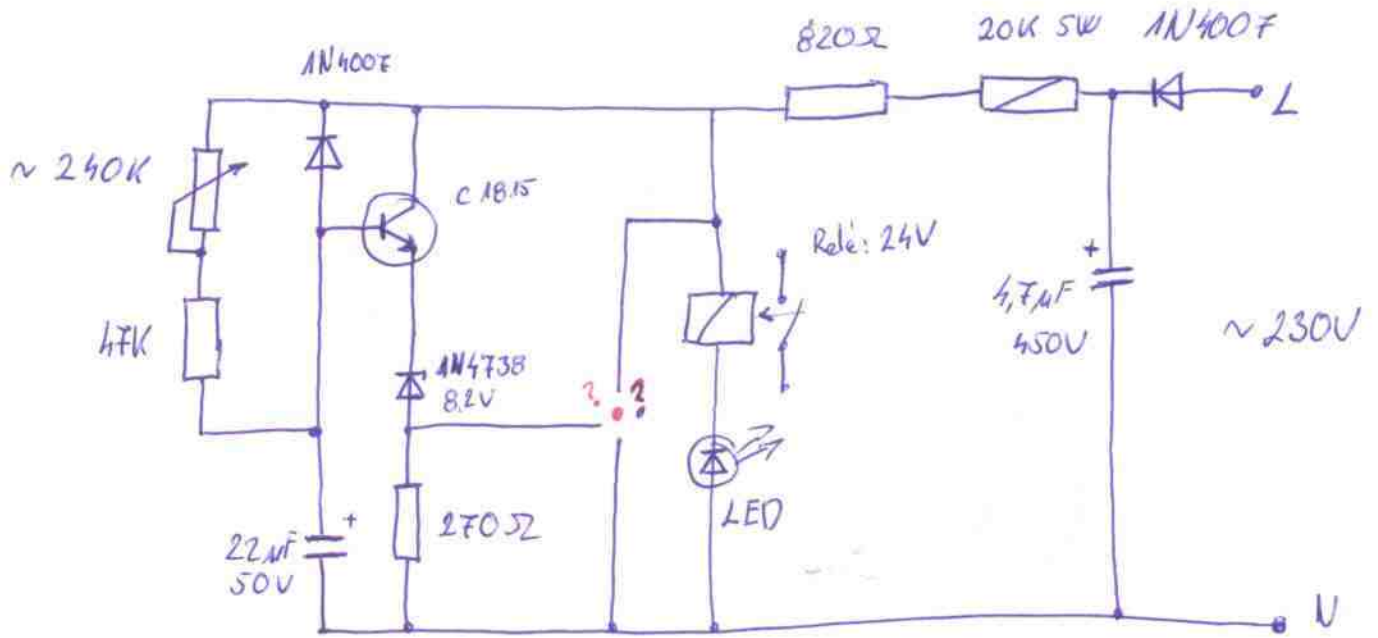 820Ω
20K 5W
1N4007
1N4007
L
~ 240K
C 1815
Relé: 24V
+
4,7μF
450V
~ 230V
47K
1N4738
8.2V
? ?
LED
270Ω
+
22μF
50V
N